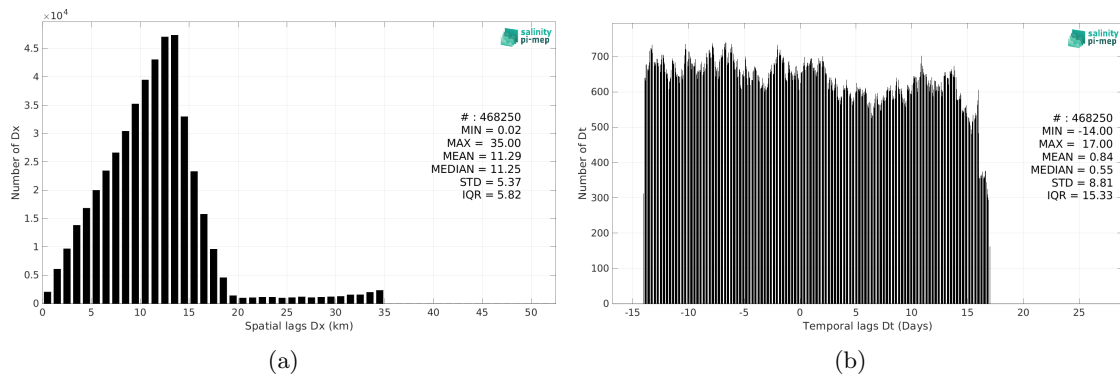 ×10^4
4.5
4
3.5
3
2.5
2
1.5
1
0.5
0
Number of Dx
0 5 10 15 20 25 30 35 40 45 50
Spatial lags Dx (km)
salinity
pi-mep
# : 468250
MIN = 0.02
MAX = 35.00
MEAN = 11.29
MEDIAN = 11.25
STD = 5.37
IQR = 5.82
(a)
700
600
500
400
300
200
100
0
Number of Dt
-15 -10 -5 0 5 10 15 20 25
Temporal lags Dt (Days)
salinity
pi-mep
# : 468250
MIN = -14.00
MAX = 17.00
MEAN = 0.84
MEDIAN = 0.55
STD = 8.81
IQR = 15.33
(b)